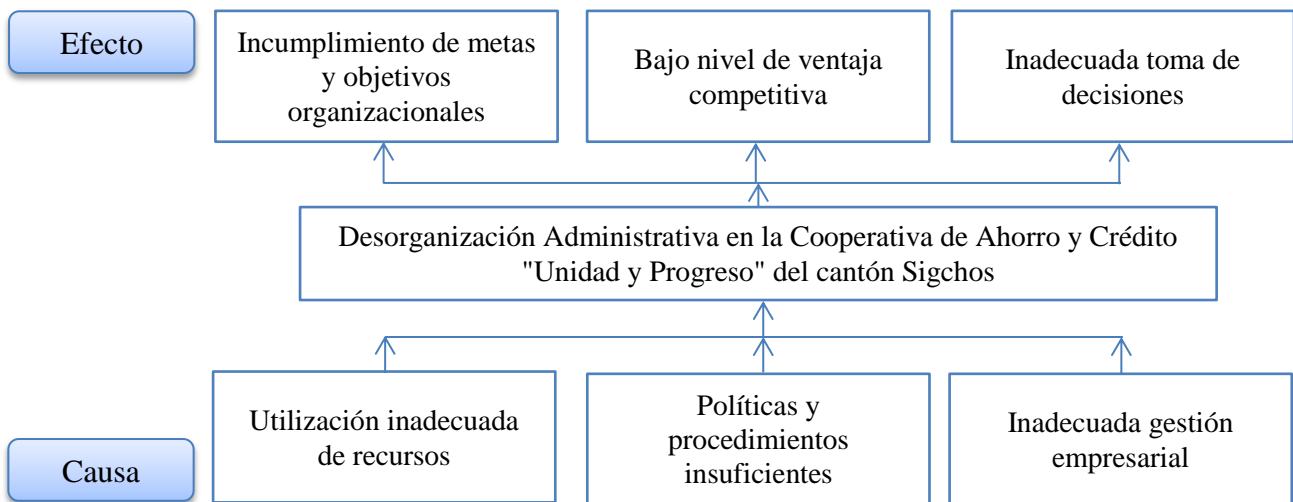 Efecto
Incumplimiento de metas
y objetivos
organizacionales
Bajo nivel de ventaja
competitiva
Inadecuada toma de
decisiones
Desorganización Administrativa en la Cooperativa de Ahorro y Crédito
"Unidad y Progreso" del cantón Sigchos
Utilización inadecuada
de recursos
Políticas y
procedimientos
insuficientes
Inadecuada gestión
empresarial
Causa